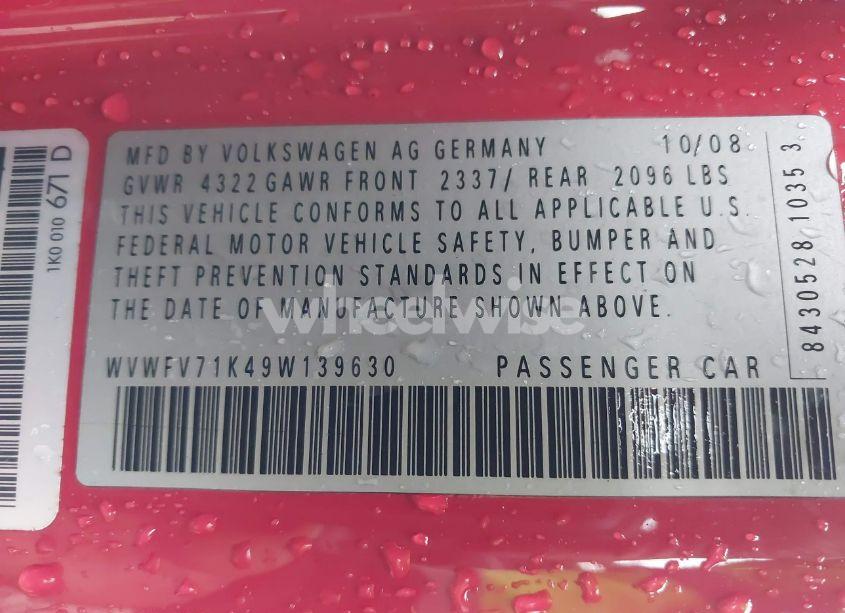 MFD BY VOLKSWAGEN AG GERMANY 10/08
GVWR 4322 GAWR FRONT 2337/ REAR 2096 LBS
THIS VEHICLE CONFORMS TO ALL APPLICABLE U.S.
FEDERAL MOTOR VEHICLE SAFETY, BUMPER AND
THEFT PREVENTION STANDARDS IN EFFECT ON
THE DATE OF MANUFACTURE SHOWN ABOVE.
WVWFV71K49W139630 PASSENGER CAR
8430528 1035 3
1K0 010 671 D
wheelwise